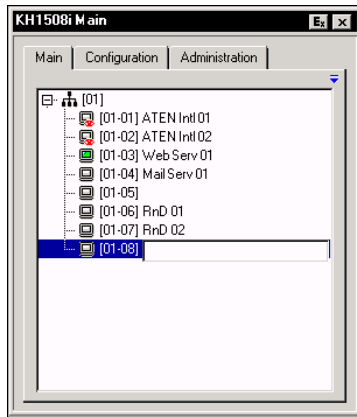 KH1508i Main Ex
Main Configuration Administration
[01]
[01-01] ATEN Intl 01
[01-02] ATEN Intl 02
[01-03] Web Serv 01
[01-04] Mail Serv 01
[01-05]
[01-06] RnD 01
[01-07] RnD 02
[01-08]